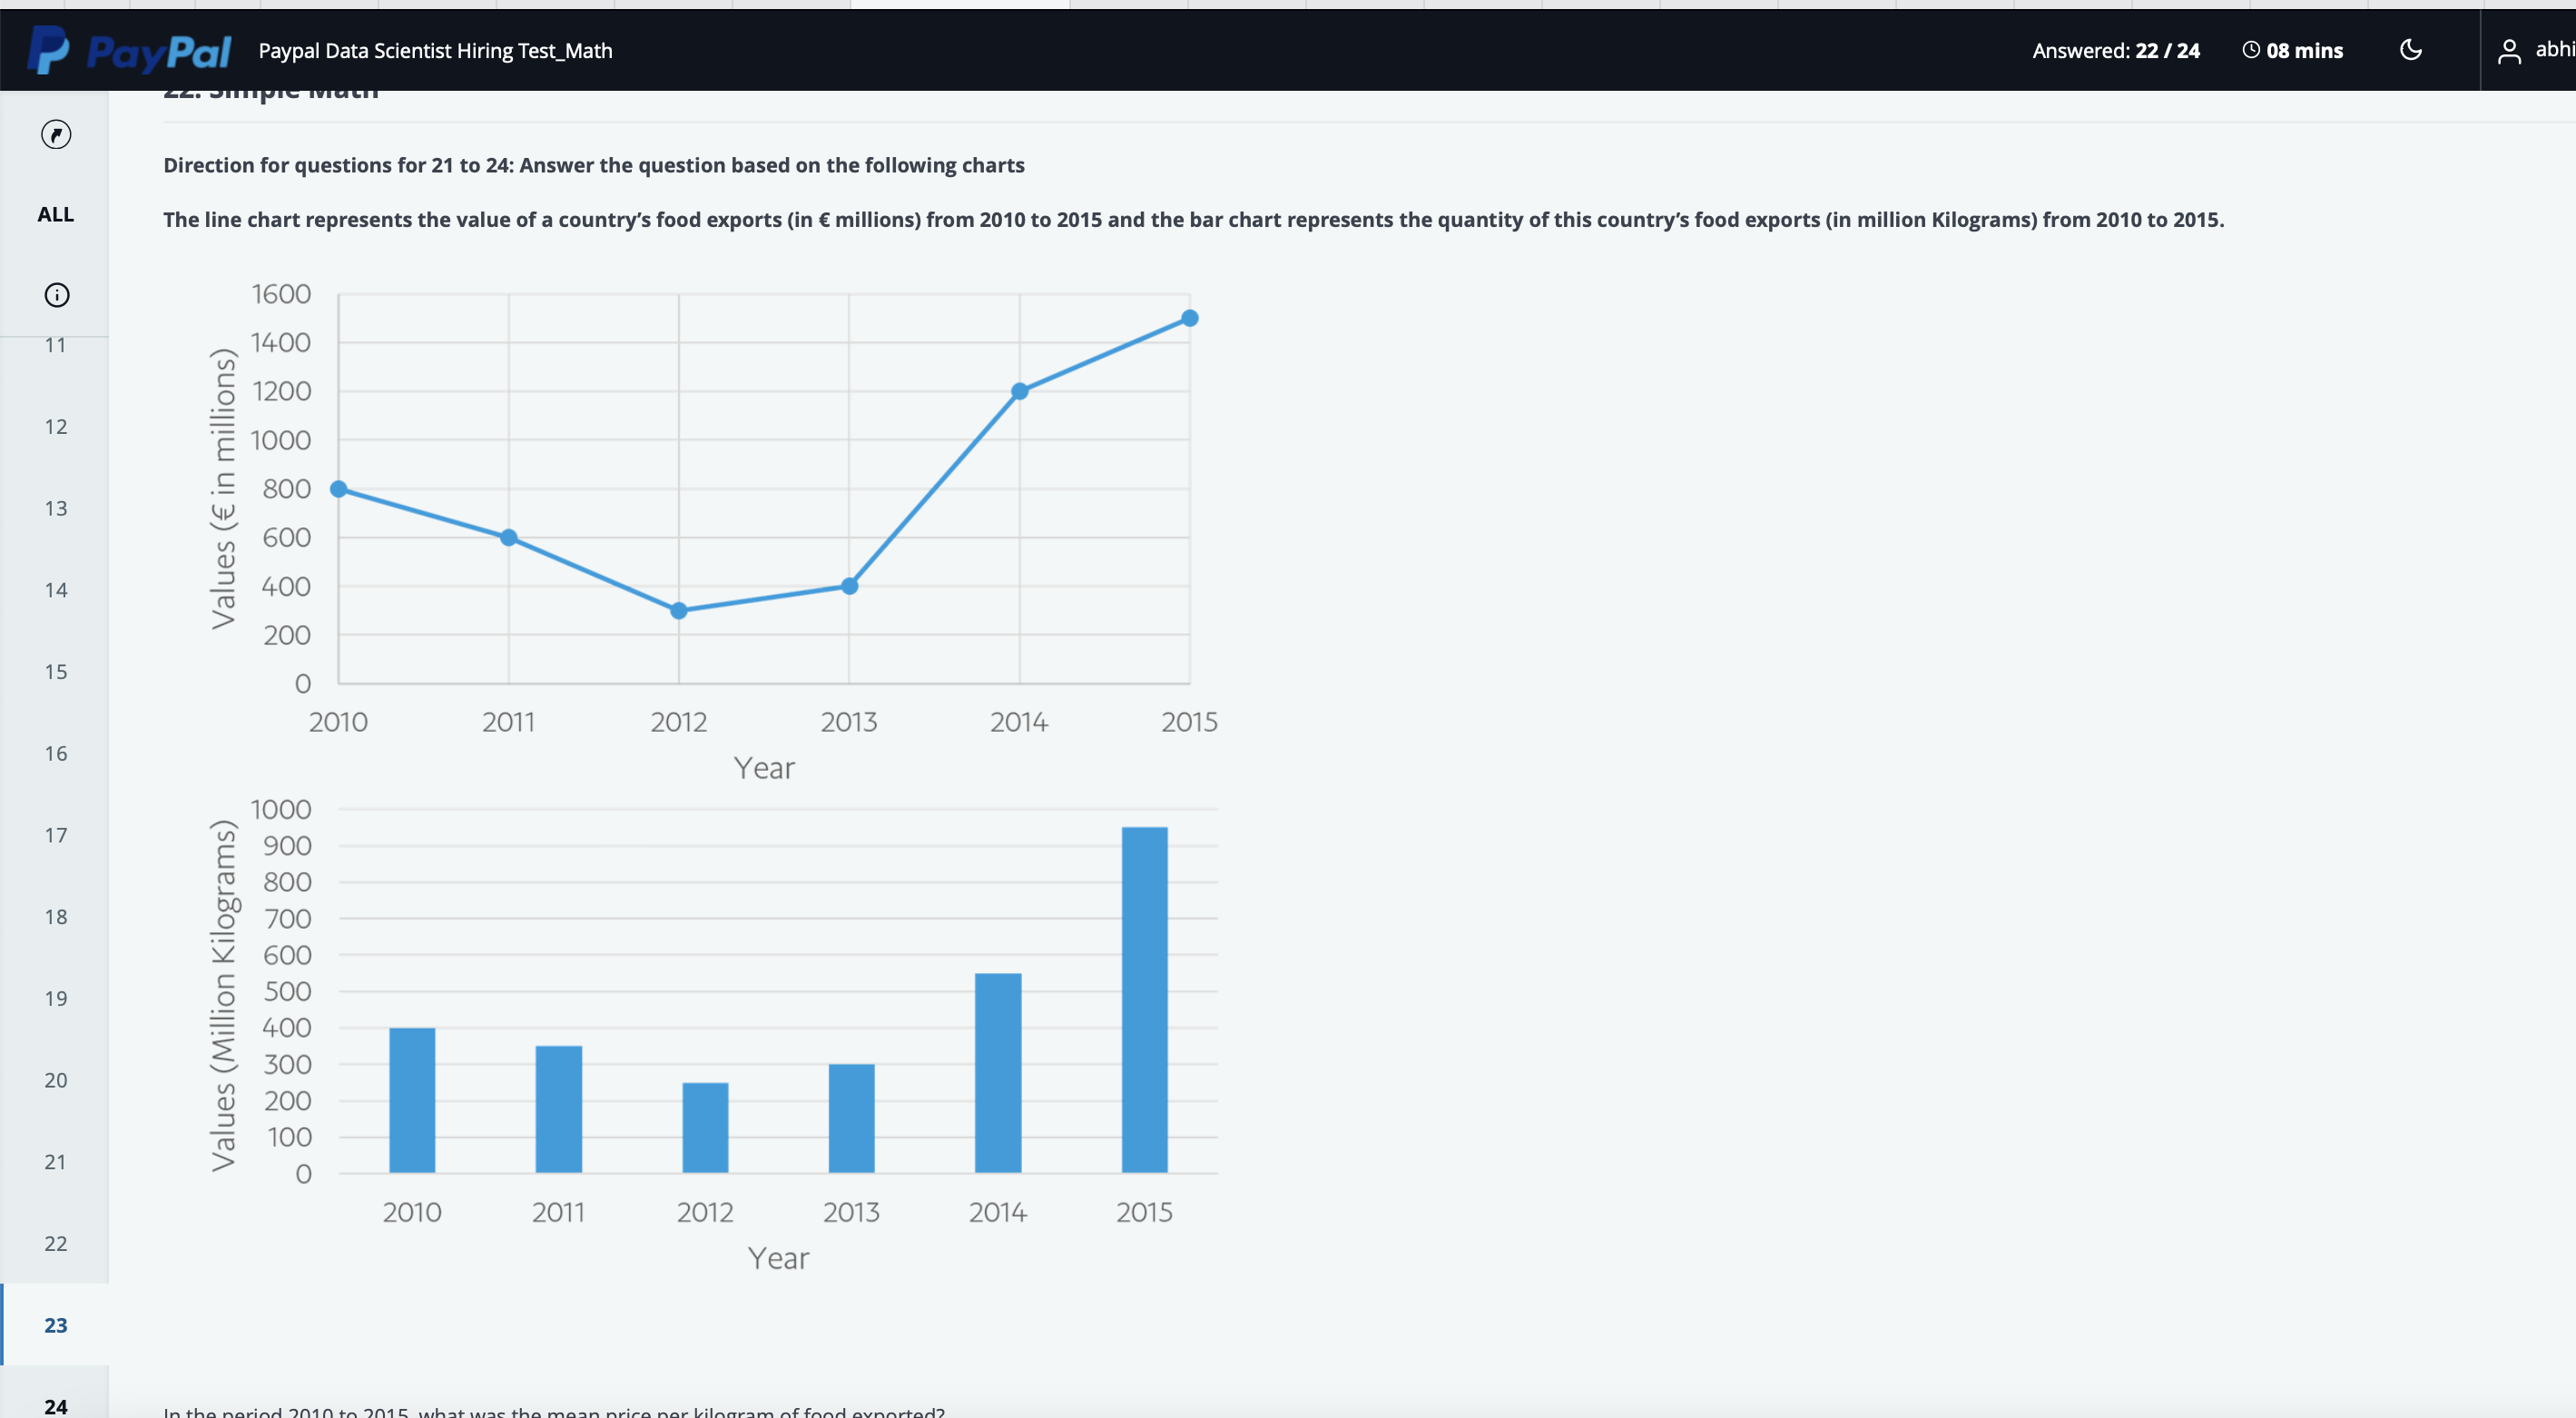 PayPal
Paypal Data Scientist Hiring Test_Math
Answered: 22 / 24
08 mins
abhi
22. Simple Math
ALL
11
12
13
14
15
16
17
18
19
20
21
22
23
24
Direction for questions for 21 to 24: Answer the question based on the following charts
The line chart represents the value of a country’s food exports (in € millions) from 2010 to 2015 and the bar chart represents the quantity of this country’s food exports (in million Kilograms) from 2010 to 2015.
Values (€ in millions)
1600
1400
1200
1000
800
600
400
200
0
2010 2011 2012 2013 2014 2015
Year
Values (Million Kilograms)
1000
900
800
700
600
500
400
300
200
100
0
2010 2011 2012 2013 2014 2015
Year
In the period 2010 to 2015, what was the mean price per kilogram of food exported?